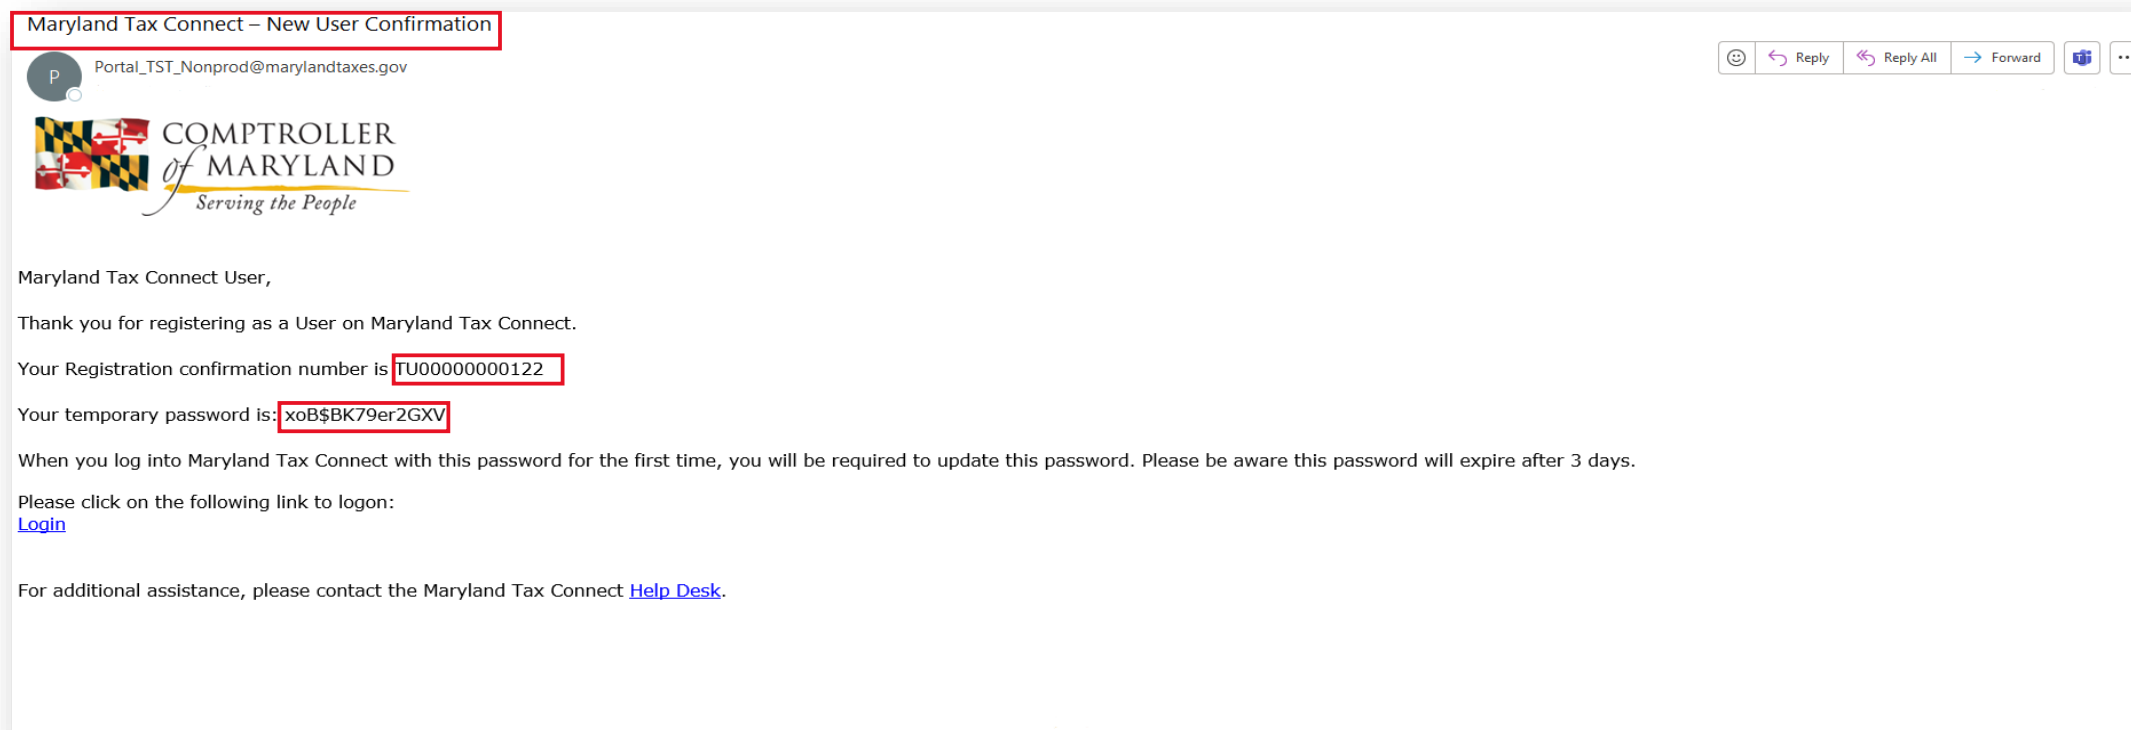 Maryland Tax Connect – New User Confirmation
P
Portal_TST_Nonprod@marylandtaxes.gov
Reply
Reply All
Forward
COMPTROLLER
of MARYLAND
Serving the People
Maryland Tax Connect User,
Thank you for registering as a User on Maryland Tax Connect.
Your Registration confirmation number is TU00000000122
Your temporary password is: xoB$BK79er2GXV
When you log into Maryland Tax Connect with this password for the first time, you will be required to update this password. Please be aware this password will expire after 3 days.
Please click on the following link to logon:
Login
For additional assistance, please contact the Maryland Tax Connect Help Desk.